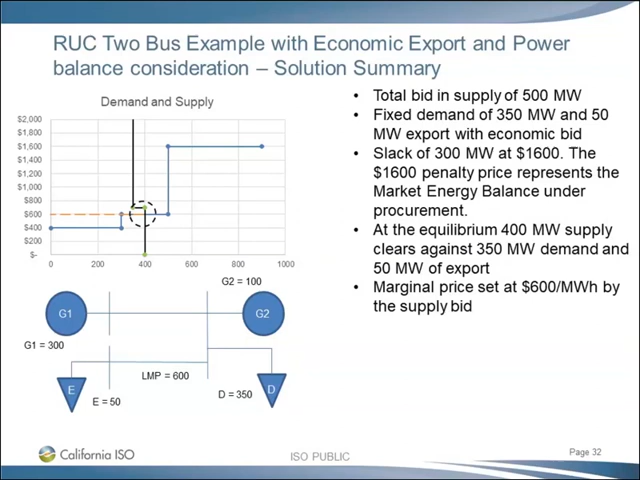 RUC Two Bus Example with Economic Export and Power
balance consideration – Solution Summary
Demand and Supply
$2,000
$1,800
$1,600
$1,400
$1,200
$1,000
$800
$600
$400
$200
$-
0 200 400 600 800 1000
• Total bid in supply of 500 MW
• Fixed demand of 350 MW and 50
MW export with economic bid
• Slack of 300 MW at $1600. The
$1600 penalty price represents the
Market Energy Balance under
procurement.
• At the equilibrium 400 MW supply
clears against 350 MW demand and
50 MW of export
• Marginal price set at $600/MWh by
the supply bid
G2 = 100
G1
G2
G1 = 300
LMP = 600
E
D
E = 50
D = 350
California ISO
ISO PUBLIC
Page 32